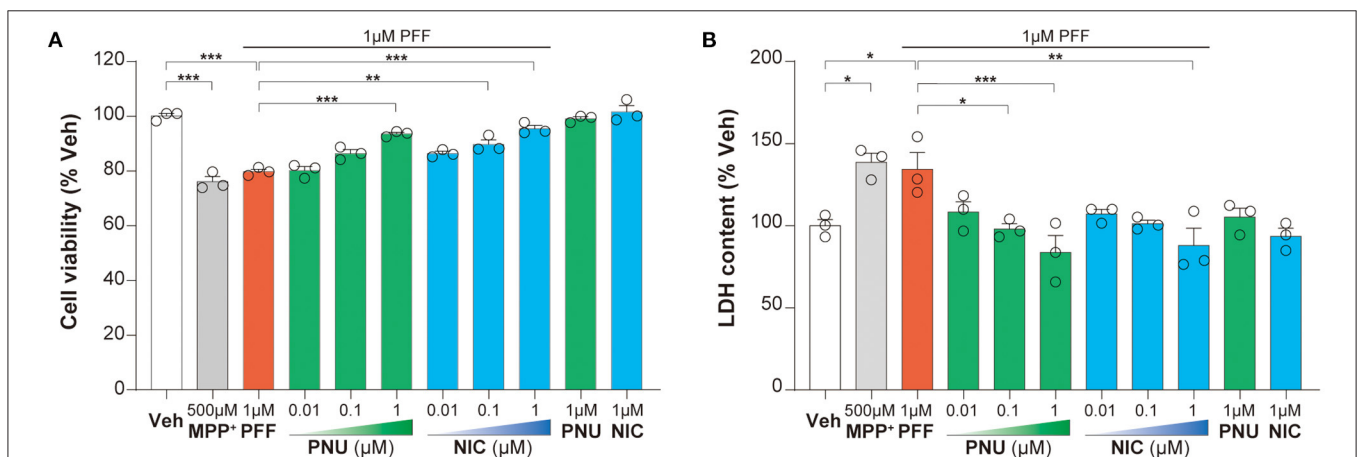 A
1μM PFF
***
***
***
**
***
Cell viability (% Veh)
120
100
80
60
40
20
0
Veh
500μM
MPP⁺
1μM
PFF
0.01 0.1 1
PNU (μM)
0.01 0.1 1
NIC (μM)
1μM
PNU
1μM
NIC
B
1μM PFF
*
**
*
***
*
LDH content (% Veh)
200
150
100
50
0
Veh
500μM
MPP⁺
1μM
PFF
0.01 0.1 1
PNU (μM)
0.01 0.1 1
NIC (μM)
1μM
PNU
1μM
NIC